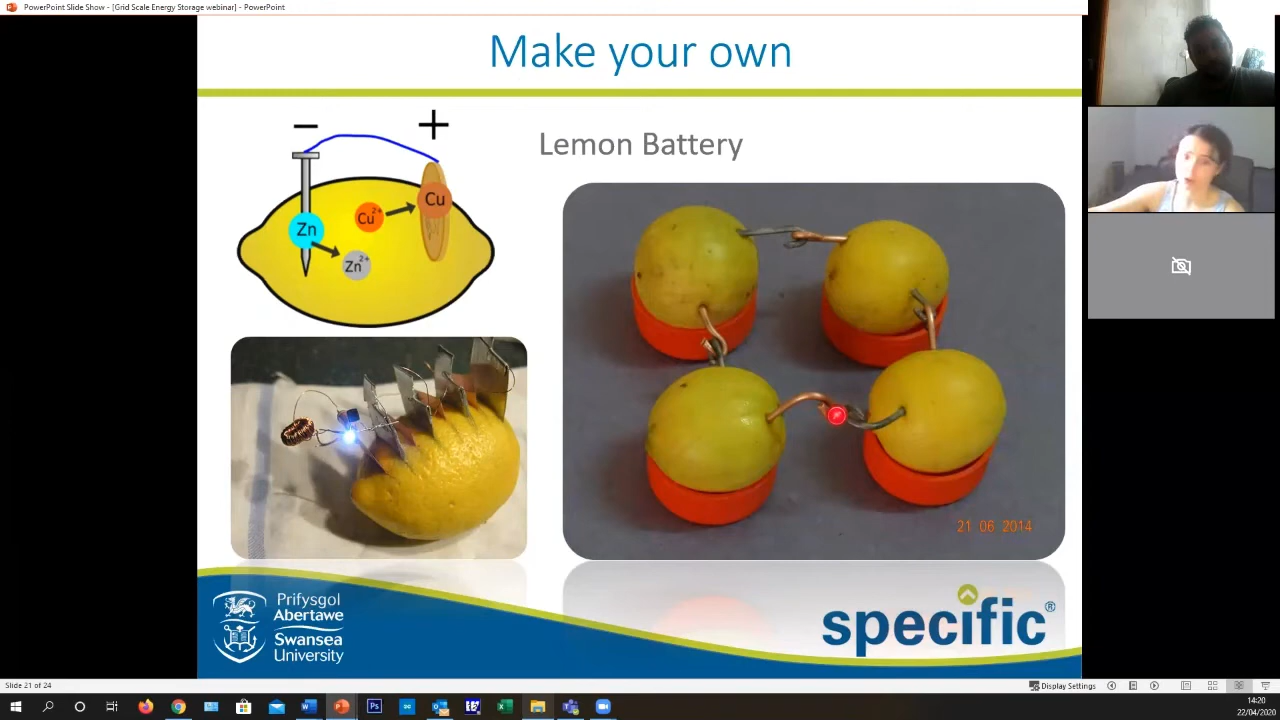 PowerPoint Slide Show - [Grid Scale Energy Storage webinar] - PowerPoint
Make your own
Lemon Battery
− +
Zn
Cu²⁺
Cu
Zn²⁺
21 06 2014
Prifysgol
Abertawe
Swansea
University
specific®
Slide 21 of 24
Display Settings
14:20
22/04/2020